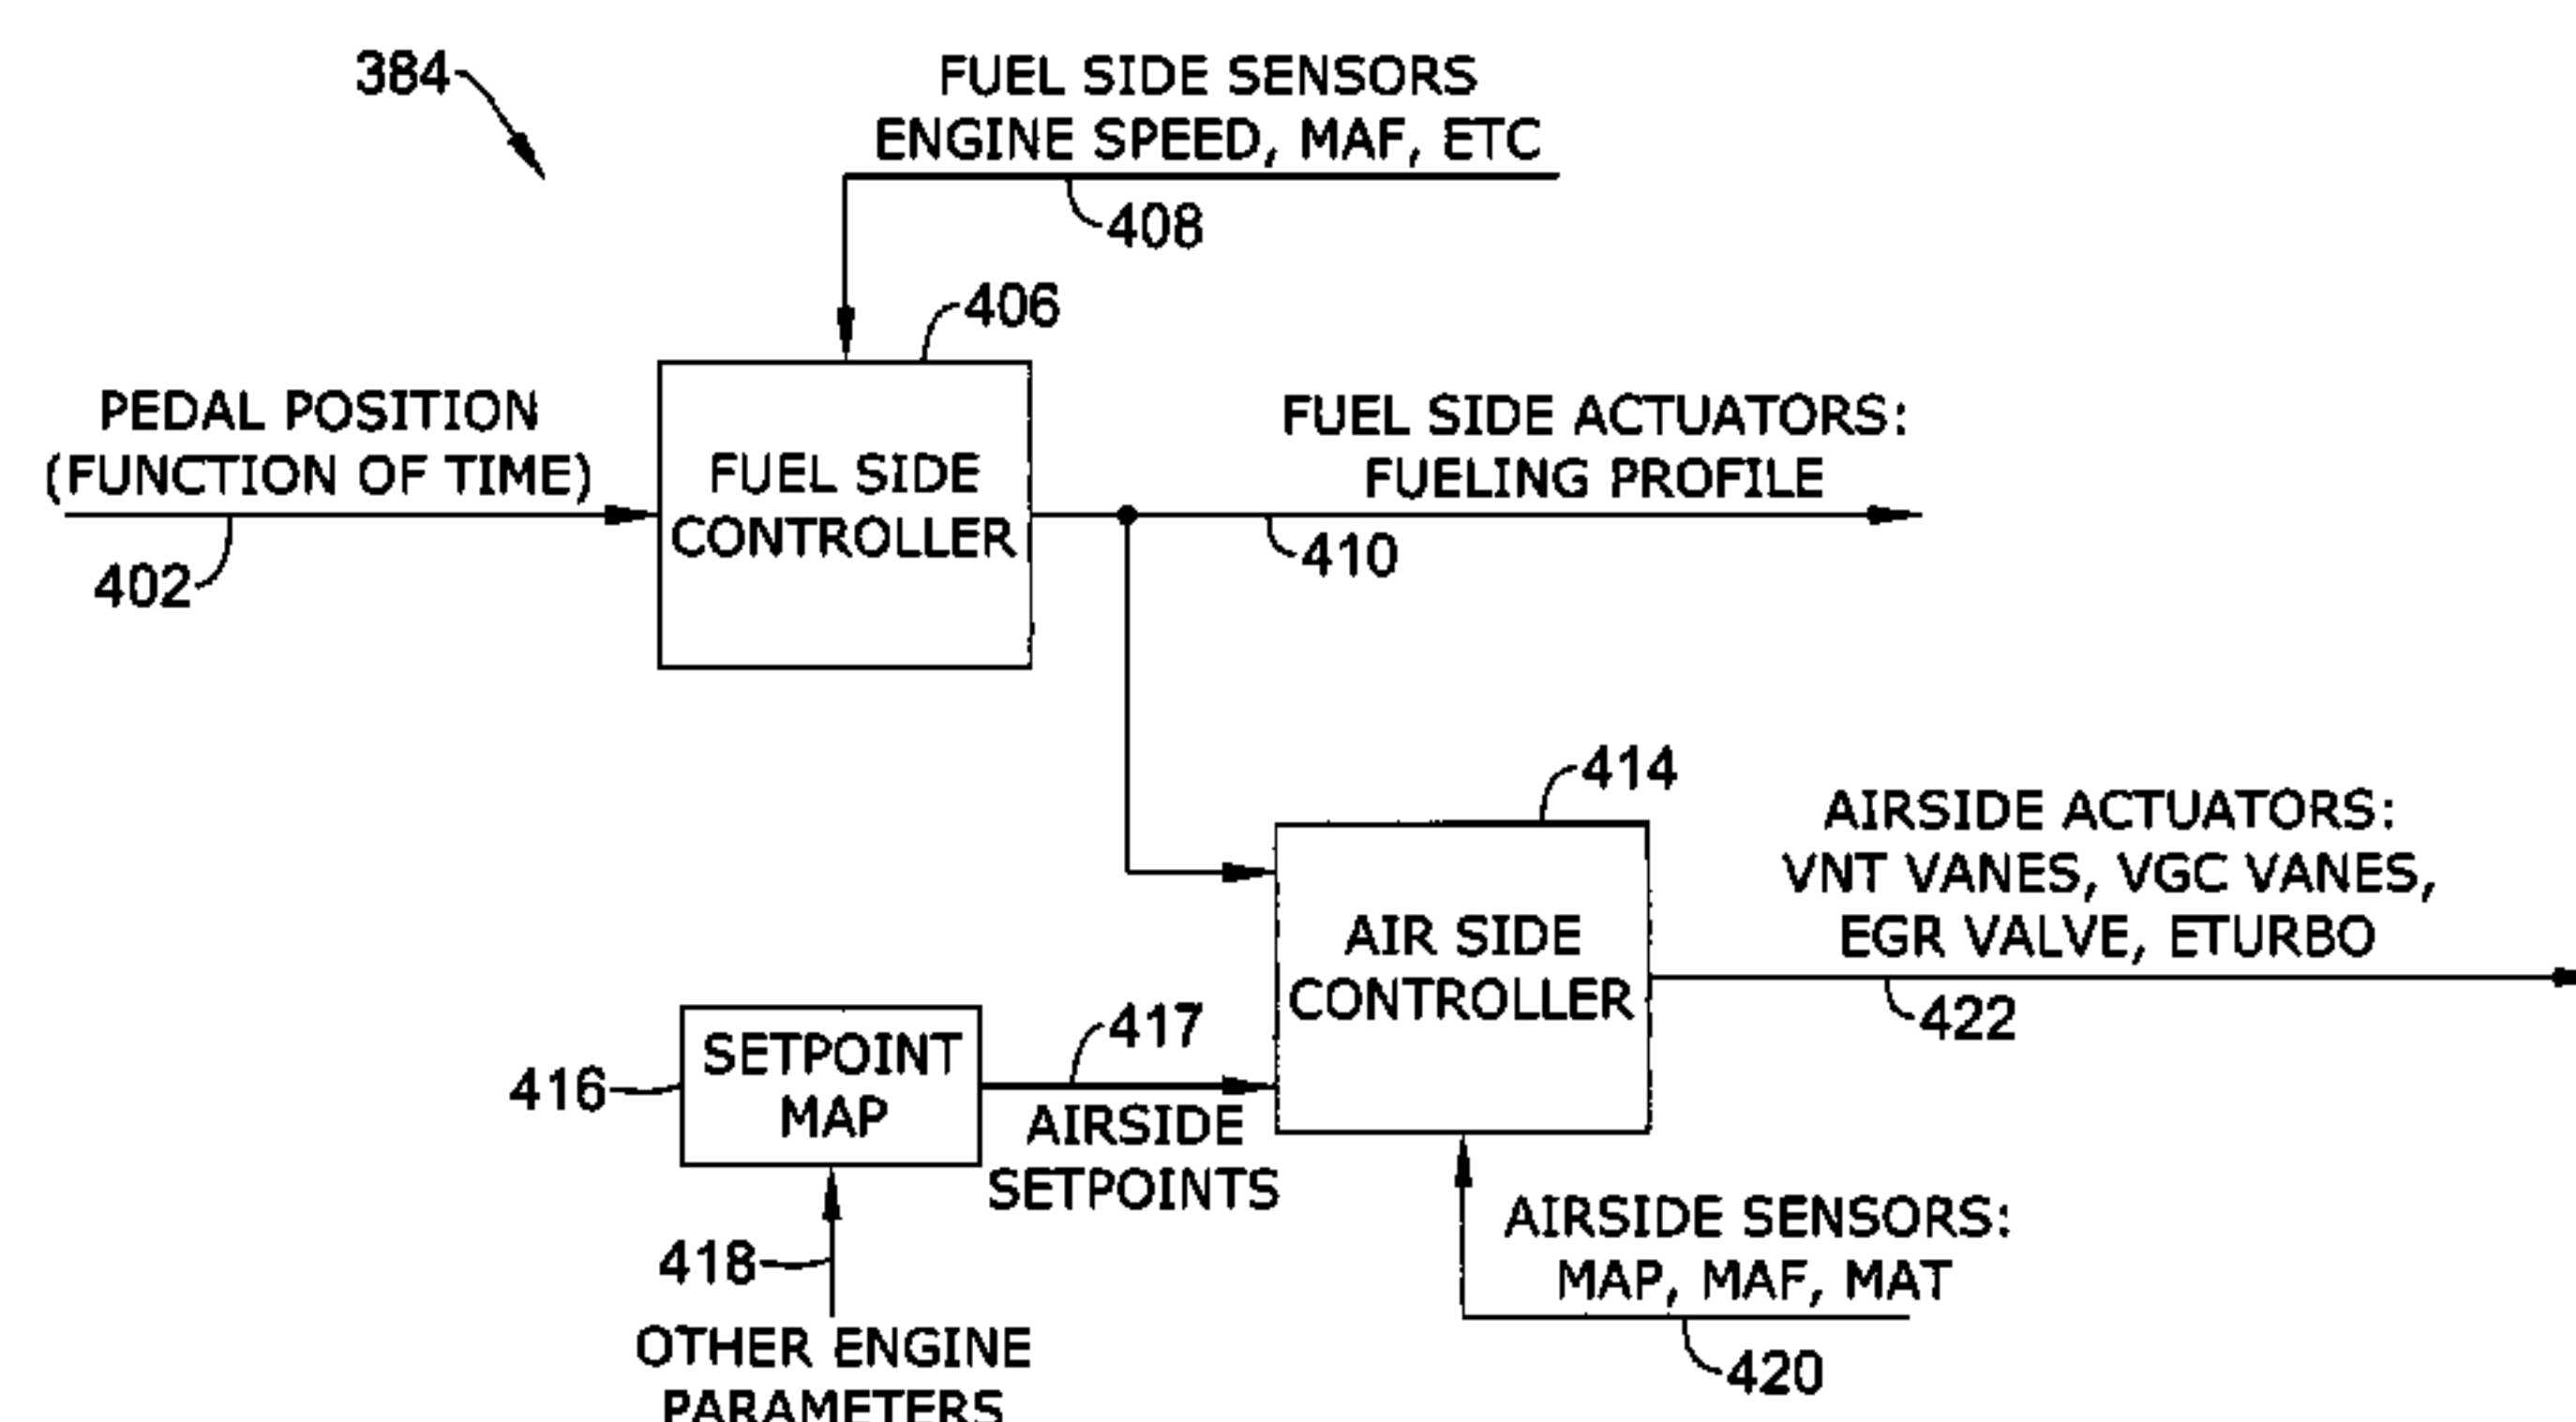 384
FUEL SIDE SENSORS
ENGINE SPEED, MAF, ETC
408
406
PEDAL POSITION
(FUNCTION OF TIME)
402
FUEL SIDE
CONTROLLER
FUEL SIDE ACTUATORS:
FUELING PROFILE
410
414
AIR SIDE
CONTROLLER
AIRSIDE ACTUATORS:
VNT VANES, VGC VANES,
EGR VALVE, ETURBO
422
416
SETPOINT
MAP
417
AIRSIDE
SETPOINTS
418
OTHER ENGINE
PARAMETERS
AIRSIDE SENSORS:
MAP, MAF, MAT
420